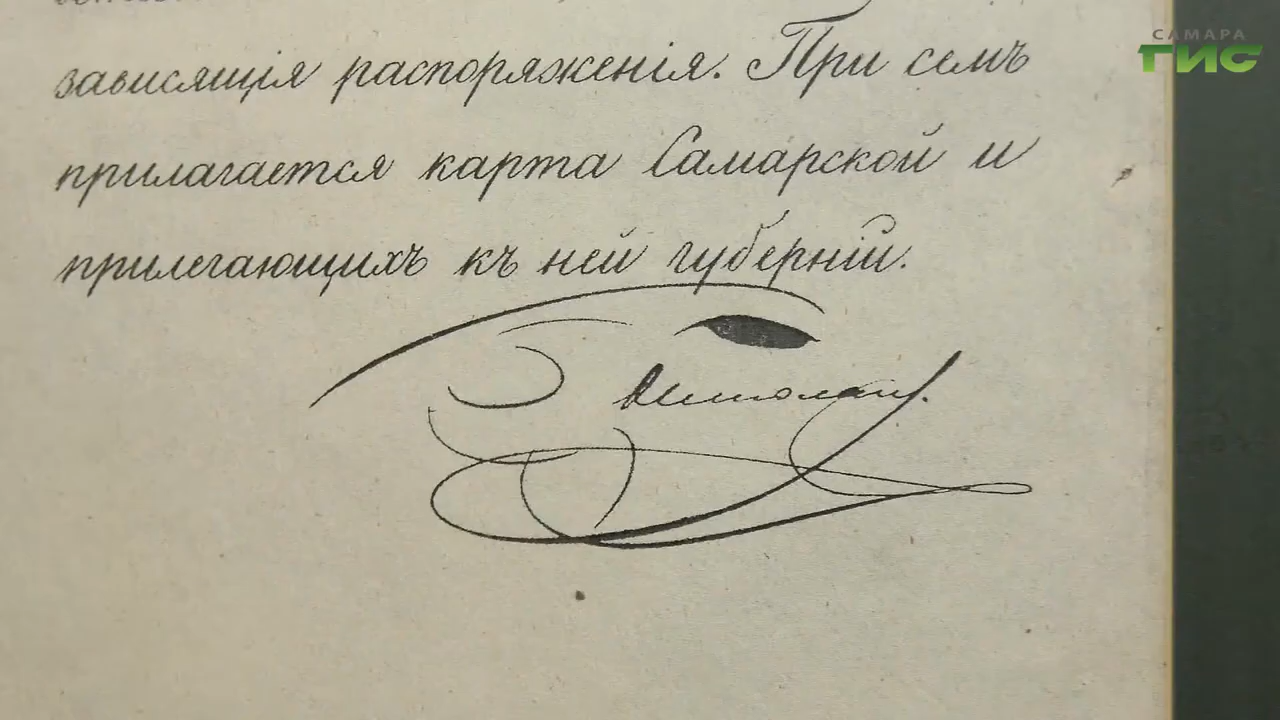 САМАРА
ГИС
зависящія распоряженія. При семъ
прилагается карта Самарской и
прилегающихъ къ ней губерній.
Николай